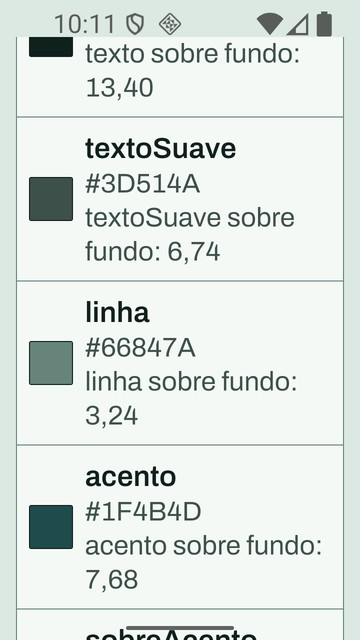 10:11
texto sobre fundo:
13,40
textoSuave
#3D514A
textoSuave sobre
fundo: 6,74
linha
#66847A
linha sobre fundo:
3,24
acento
#1F4B4D
acento sobre fundo:
7,68
sobreAcento